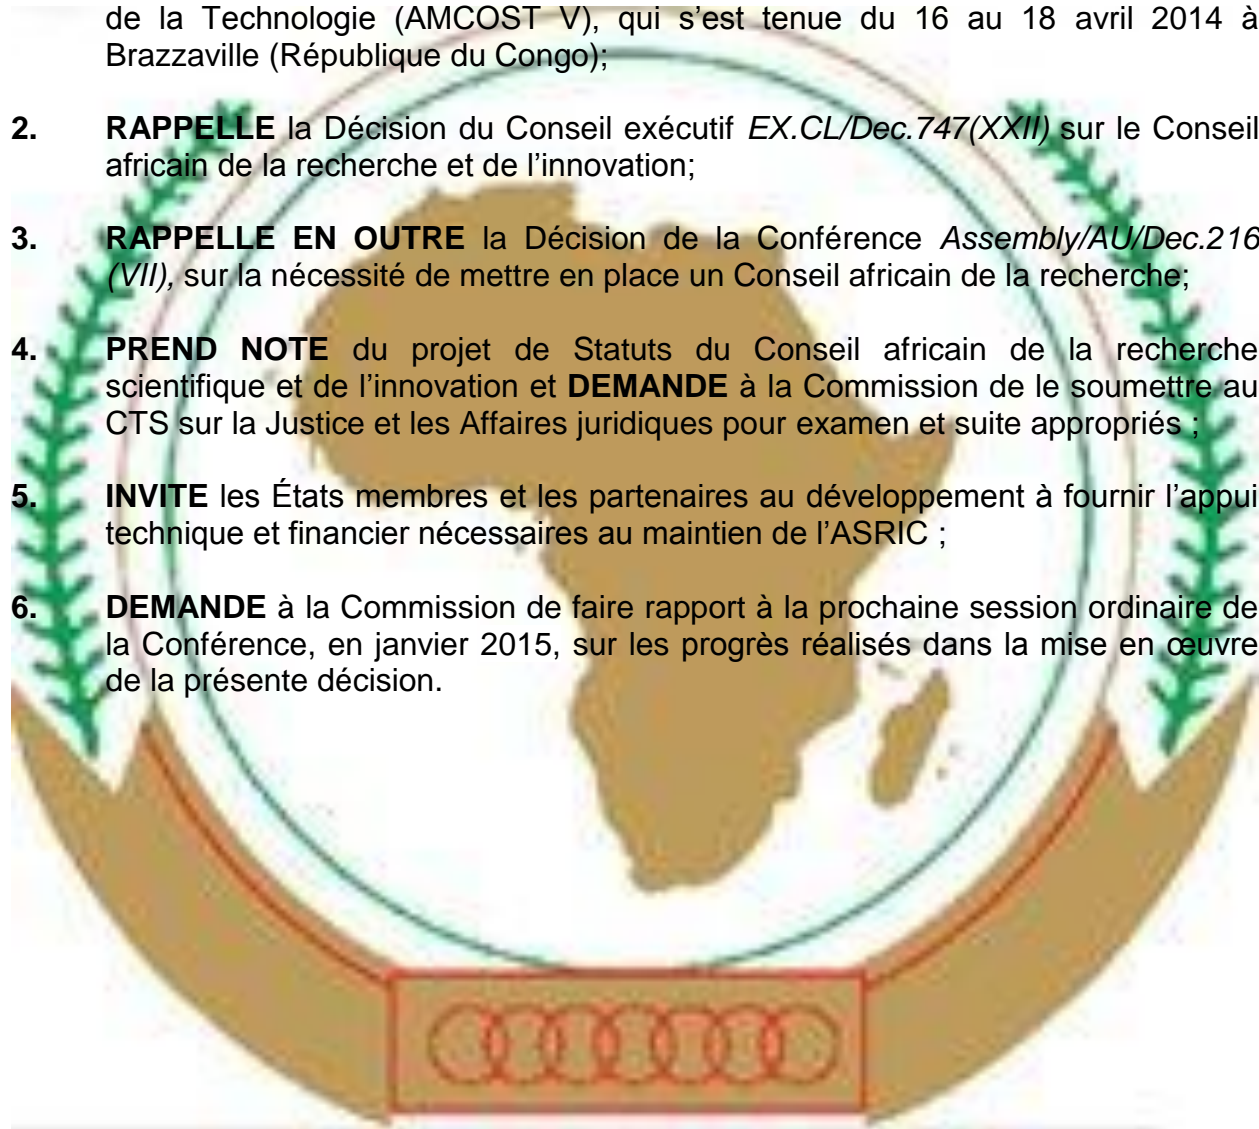 de la Technologie (AMCOST V), qui s’est tenue du 16 au 18 avril 2014 à
Brazzaville (République du Congo);
2. RAPPELLE la Décision du Conseil exécutif EX.CL/Dec.747(XXII) sur le Conseil
africain de la recherche et de l’innovation;
3. RAPPELLE EN OUTRE la Décision de la Conférence Assembly/AU/Dec.216
(VII), sur la nécessité de mettre en place un Conseil africain de la recherche;
4. PREND NOTE du projet de Statuts du Conseil africain de la recherche
scientifique et de l’innovation et DEMANDE à la Commission de le soumettre au
CTS sur la Justice et les Affaires juridiques pour examen et suite appropriés ;
5. INVITE les États membres et les partenaires au développement à fournir l’appui
technique et financier nécessaires au maintien de l’ASRIC ;
6. DEMANDE à la Commission de faire rapport à la prochaine session ordinaire de
la Conférence, en janvier 2015, sur les progrès réalisés dans la mise en œuvre
de la présente décision.